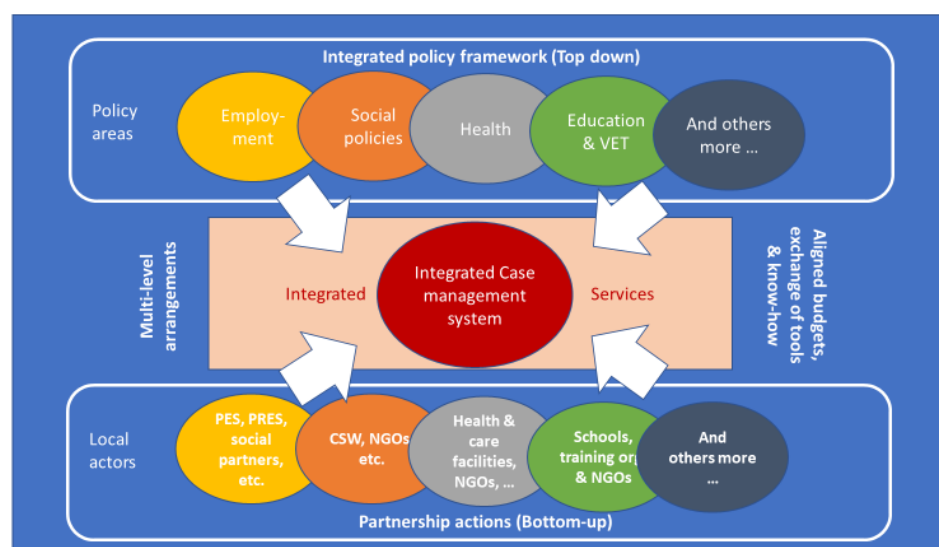 Integrated policy framework (Top down)
Policy
areas
Employ-
ment
Social
policies
Health
Education
& VET
And others
more ...
Multi-level
arrangements
Integrated
Integrated Case
management
system
Services
Aligned budgets,
exchange of tools
& know-how
Local
actors
PES, PRES,
social
partners,
etc.
CSW, NGOs
etc.
Health &
care
facilities,
NGOs, ...
Schools,
training org
& NGOs
And
others more
...
Partnership actions (Bottom-up)